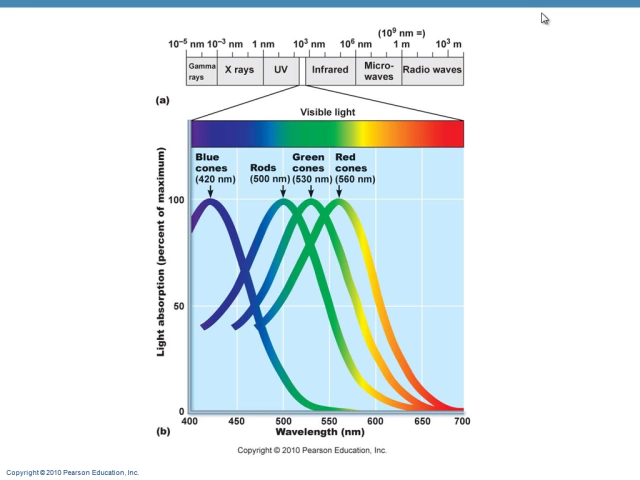 (10⁹ nm =)
10⁻⁵ nm 10⁻³ nm 1 nm 10³ nm 10⁶ nm 1 m 10³ m
Gamma rays
X rays
UV
Infrared
Micro-
waves
Radio waves
(a)
Visible light
Blue
cones
(420 nm)
Rods
(500 nm)
Green
cones
(530 nm)
Red
cones
(560 nm)
Light absorption (percent of maximum)
100
50
0
400 450 500 550 600 650 700
(b)
Wavelength (nm)
Copyright © 2010 Pearson Education, Inc.
Copyright © 2010 Pearson Education, Inc.